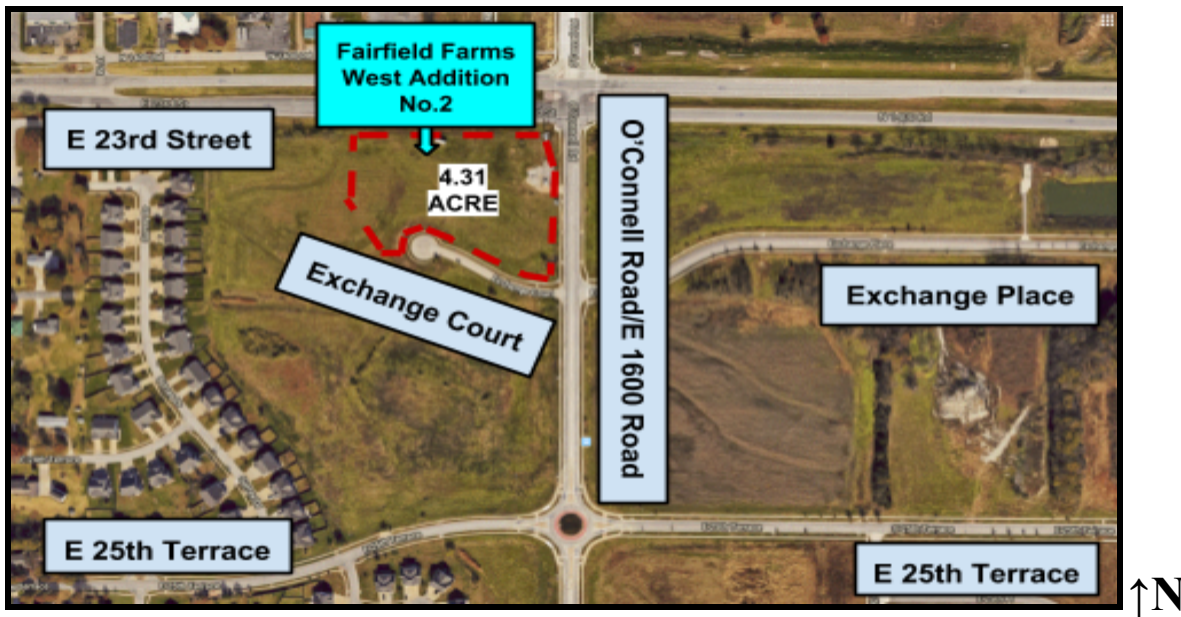 Fairfield Farms
West Addition
No.2
E 23rd Street
4.31
ACRE
O'Connell Road/E 1600 Road
Exchange Court
Exchange Place
E 25th Terrace
E 25th Terrace
↑N